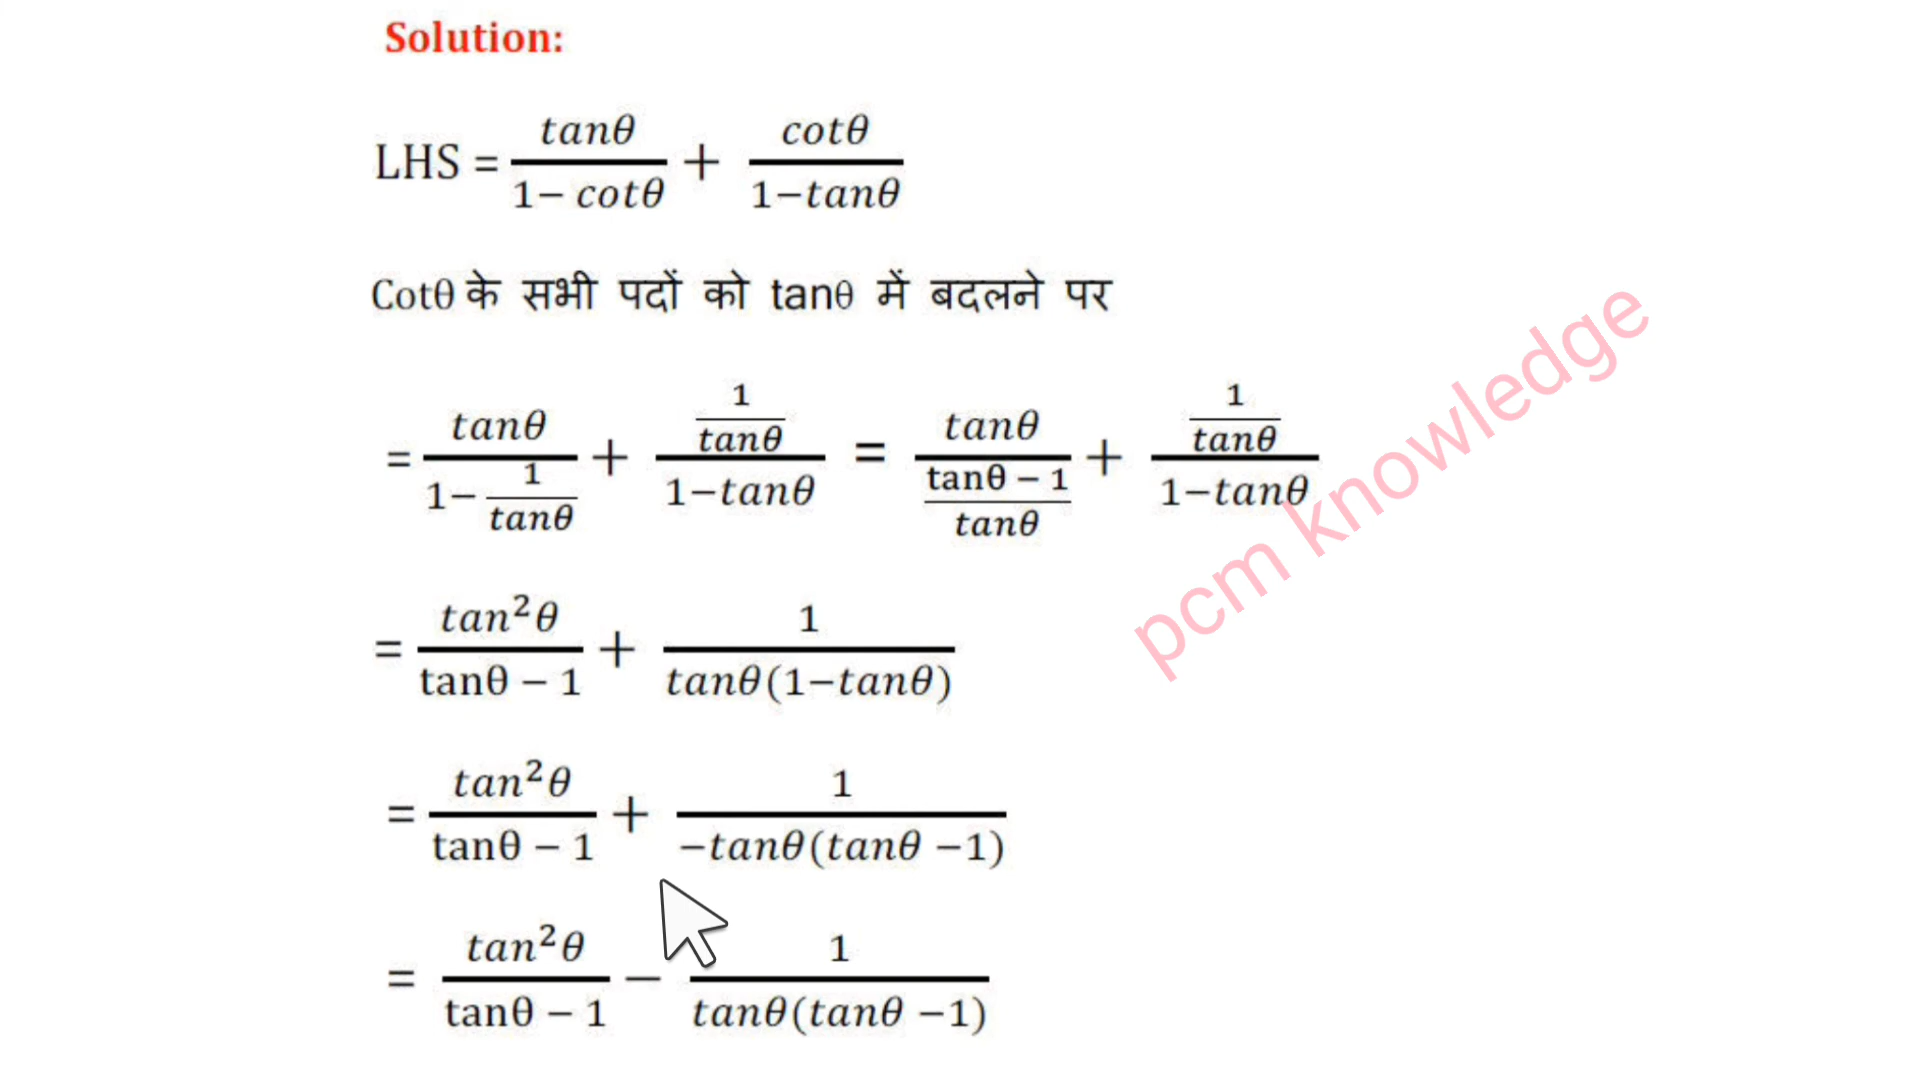 Solution:
LHS = tanθ/(1− cotθ) + cotθ/(1−tanθ)
Cotθ के सभी पदों को tanθ में बदलने पर
= tanθ/(1− 1/tanθ) + (1/tanθ)/(1−tanθ) = tanθ/((tanθ − 1)/tanθ) + (1/tanθ)/(1−tanθ)
= tan²θ/(tanθ − 1) + 1/(tanθ(1−tanθ))
= tan²θ/(tanθ − 1) + 1/(−tanθ(tanθ −1))
= tan²θ/(tanθ − 1) − 1/(tanθ(tanθ −1))
pcm knowledge